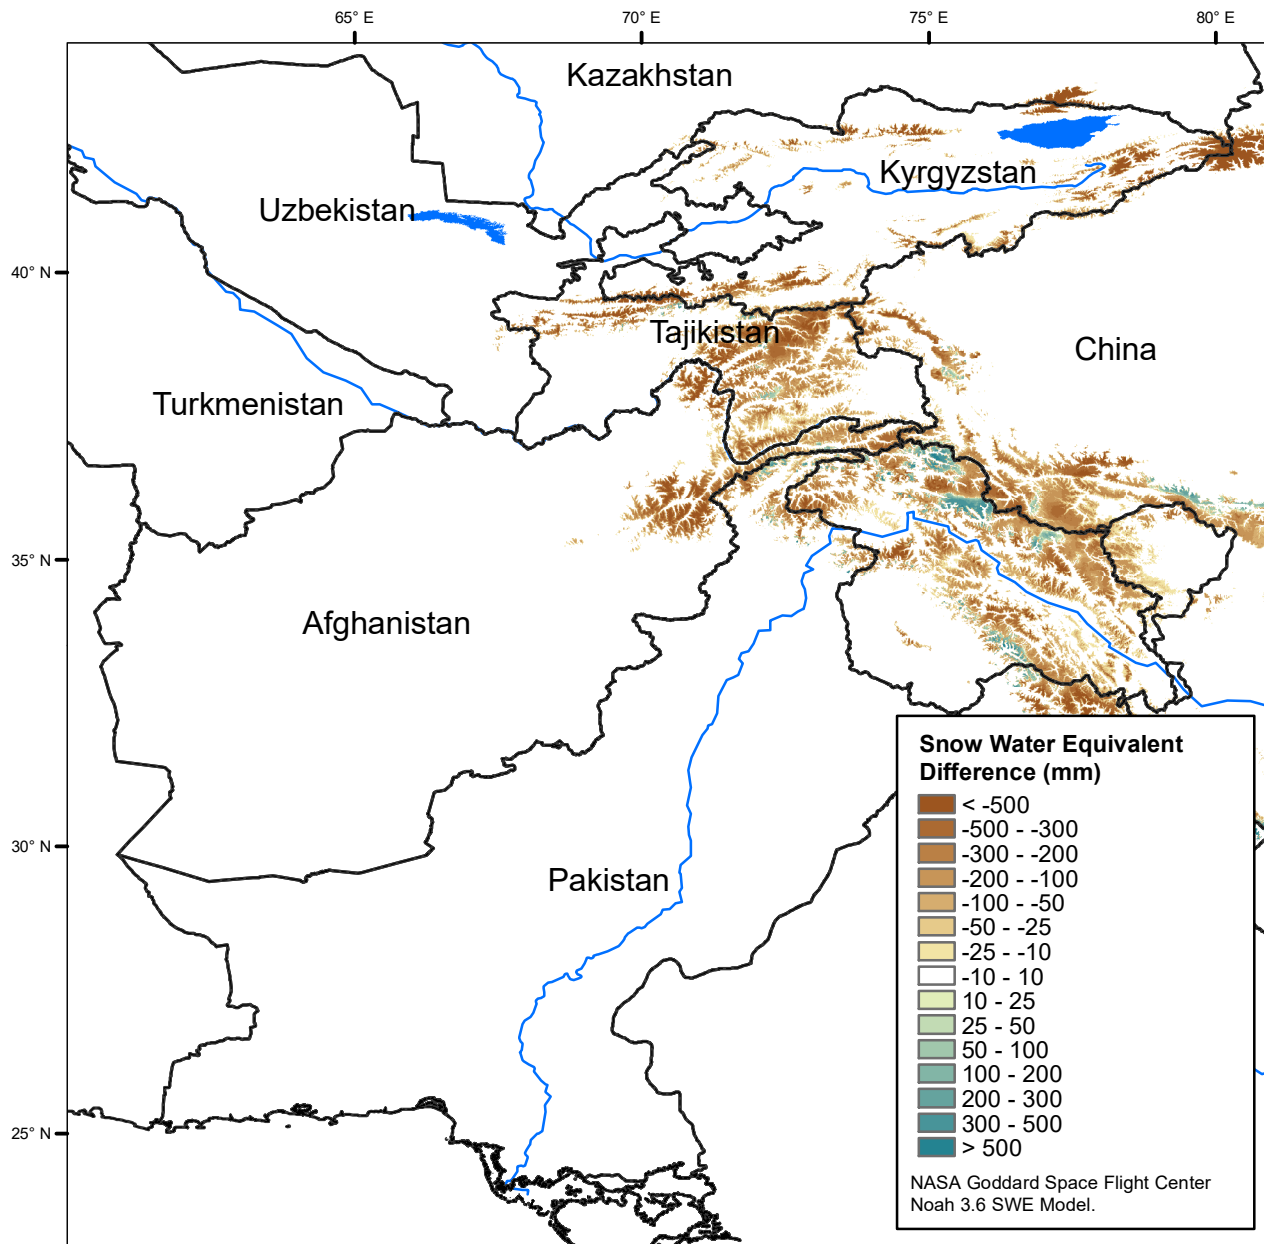 65° E
70° E
75° E
80° E
Kazakhstan
Kyrgyzstan
Uzbekistan
40° N
Tajikistan
China
Turkmenistan
35° N
Afghanistan
30° N
Pakistan
25° N
Snow Water Equivalent
Difference (mm)
< -500
-500 - -300
-300 - -200
-200 - -100
-100 - -50
-50 - -25
-25 - -10
-10 - 10
10 - 25
25 - 50
50 - 100
100 - 200
200 - 300
300 - 500
> 500
NASA Goddard Space Flight Center
Noah 3.6 SWE Model.